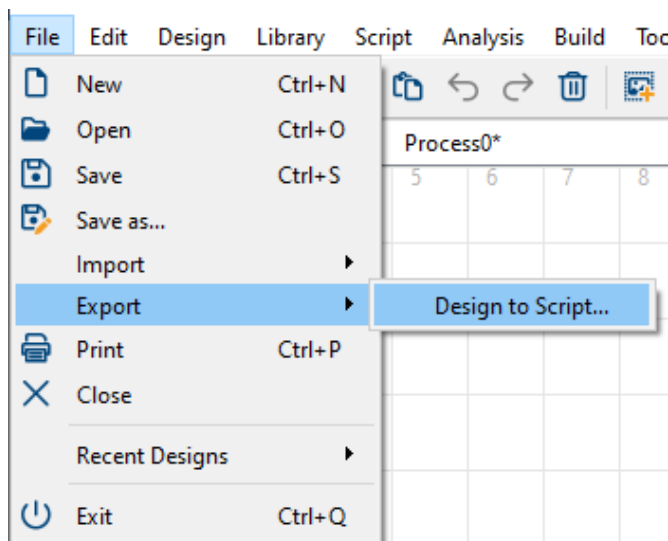 File Edit Design Library Script Analysis Build
New Ctrl+N
Open Ctrl+O
Process0*
Save Ctrl+S
5 6 7 8
Save as...
Import
Export
Design to Script...
Print Ctrl+P
Close
Recent Designs
Exit Ctrl+Q